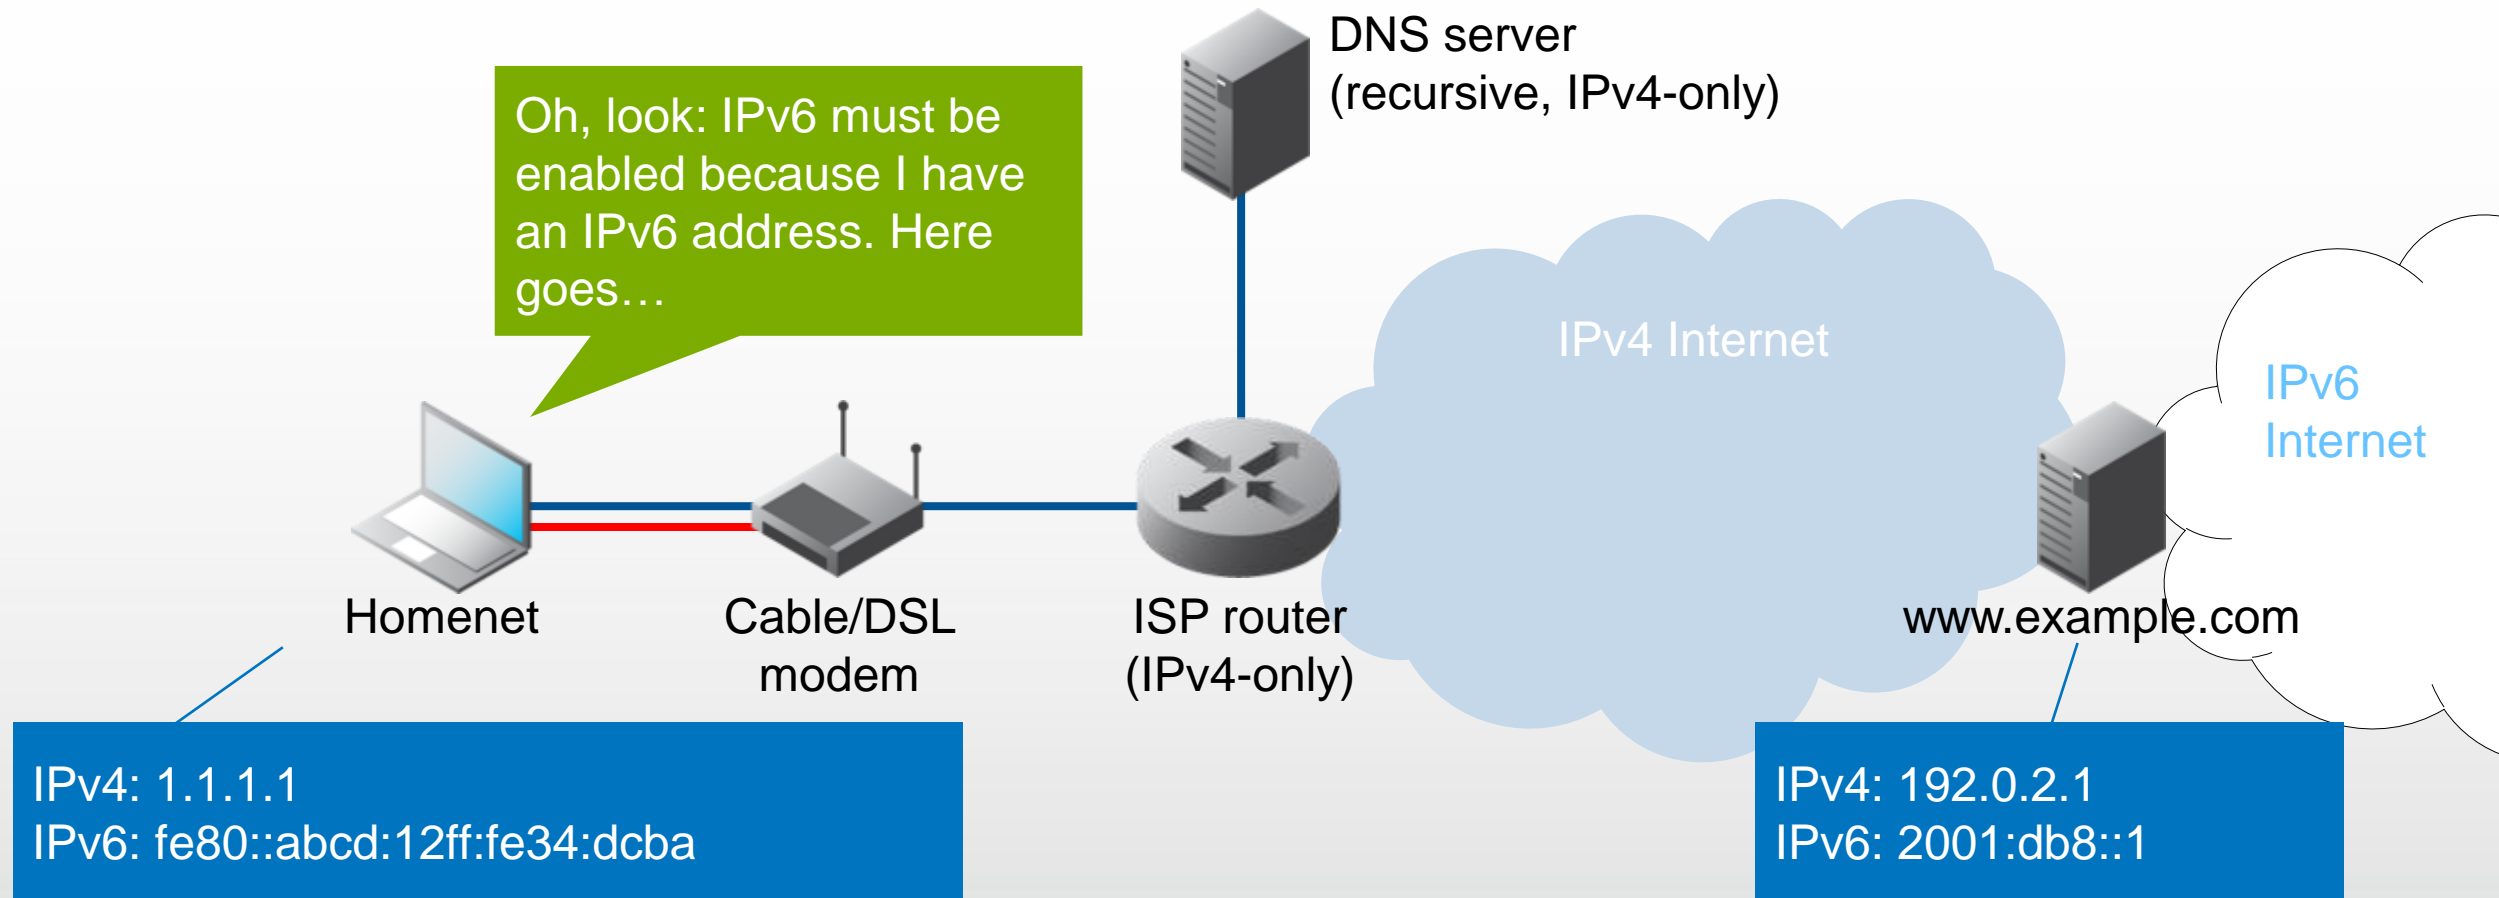 DNS server
(recursive, IPv4-only)
Oh, look: IPv6 must be
enabled because I have
an IPv6 address. Here
goes…
IPv4 Internet
IPv6
Internet
Homenet
Cable/DSL
modem
ISP router
(IPv4-only)
www.example.com
IPv4: 1.1.1.1
IPv6: fe80::abcd:12ff:fe34:dcba
IPv4: 192.0.2.1
IPv6: 2001:db8::1